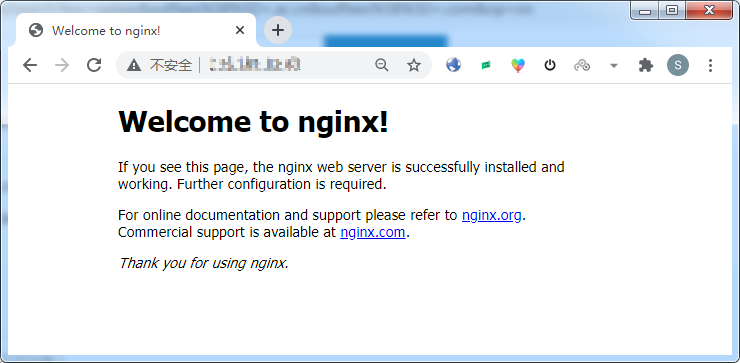 Welcome to nginx!
不安全
S
Welcome to nginx!
If you see this page, the nginx web server is successfully installed and
working. Further configuration is required.
For online documentation and support please refer to nginx.org.
Commercial support is available at nginx.com.
Thank you for using nginx.